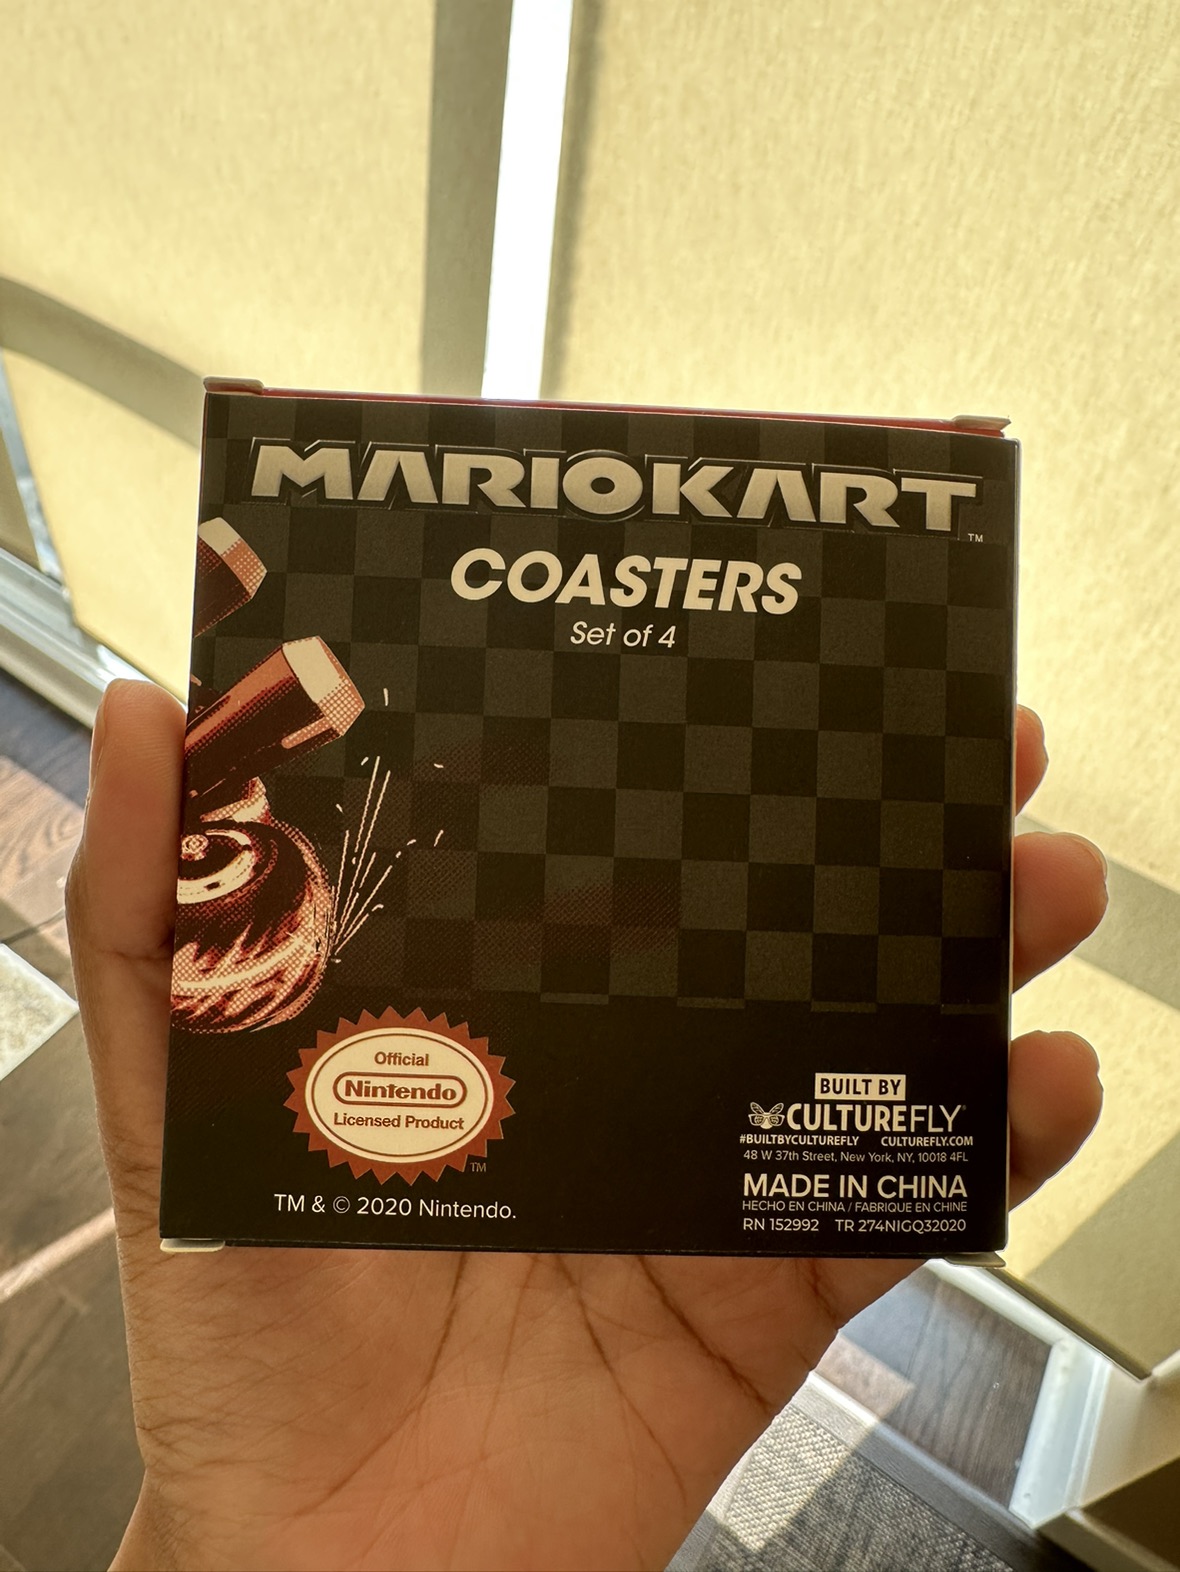 MARIOKART™
COASTERS
Set of 4
Official
Nintendo
Licensed Product
™
TM & © 2020 Nintendo.
BUILT BY
CULTUREFLY®
#BUILTBYCULTUREFLY CULTUREFLY.COM
48 W 37th Street, New York, NY, 10018 4FL
MADE IN CHINA
HECHO EN CHINA / FABRIQUE EN CHINE
RN 152992 TR 274NIGQ32020